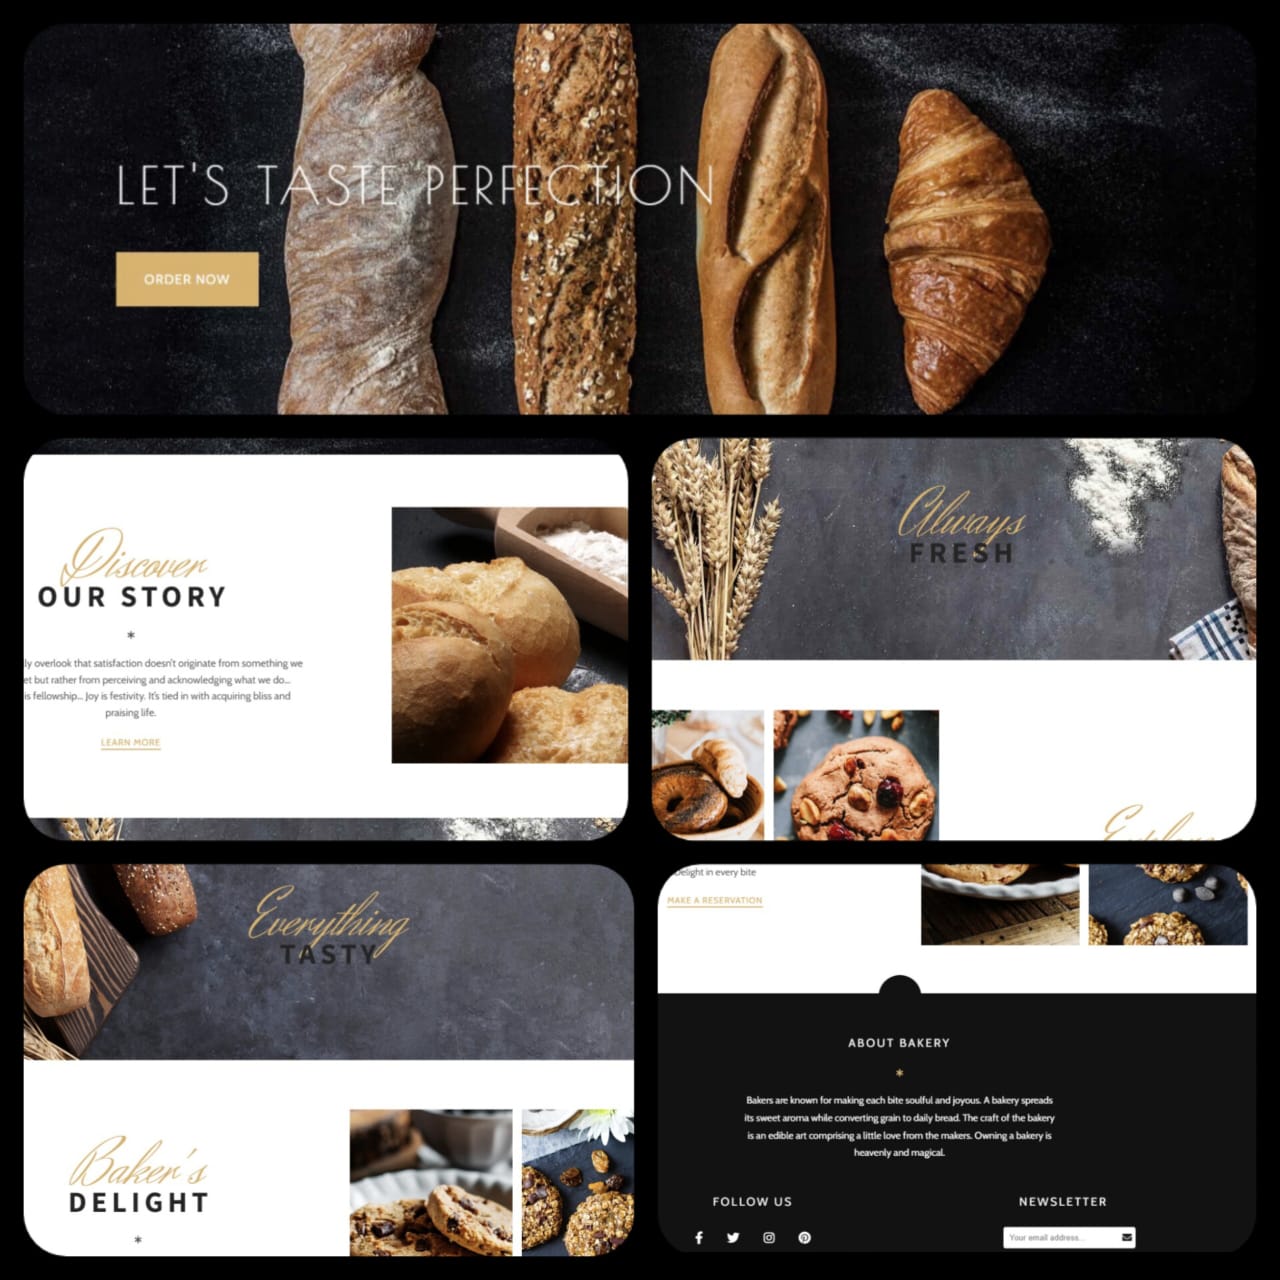 LET'S TASTE PERFECTION
ORDER NOW
Discover
OUR STORY
*
ly overlook that satisfaction doesn't originate from something we
et but rather from perceiving and acknowledging what we do...
is fellowship... Joy is festivity. It's tied in with acquiring bliss and
praising life.
LEARN MORE
Always
FRESH
Everything
TASTY
Baker's
DELIGHT
*
Delight in every bite
MAKE A RESERVATION
ABOUT BAKERY
*
Bakers are known for making each bite soulful and joyous. A bakery spreads
its sweet aroma while converting grain to daily bread. The craft of the bakery
is an edible art comprising a little love from the makers. Owning a bakery is
heavenly and magical.
FOLLOW US
NEWSLETTER
Your email address...